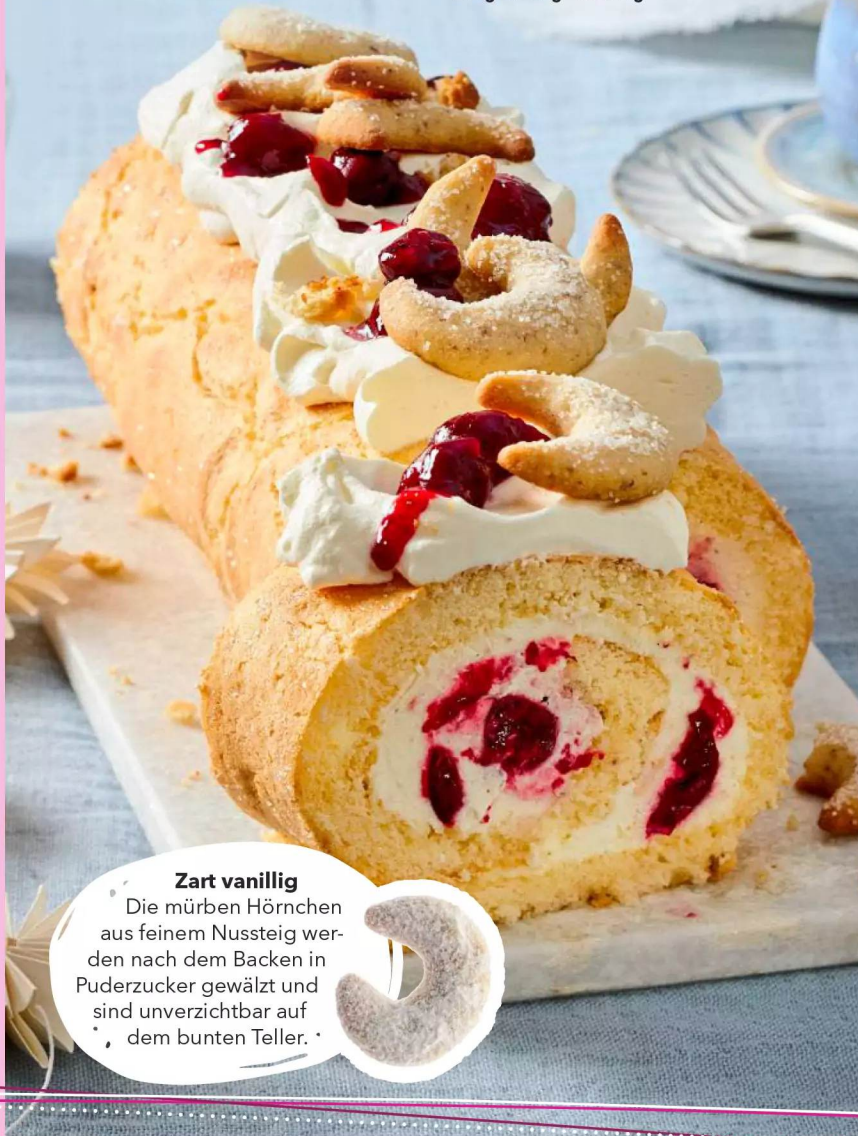 Zart vanillig
Die mürben Hörnchen
aus feinem Nussteig wer-
den nach dem Backen in
Puderzucker gewälzt und
sind unverzichtbar auf
dem bunten Teller.